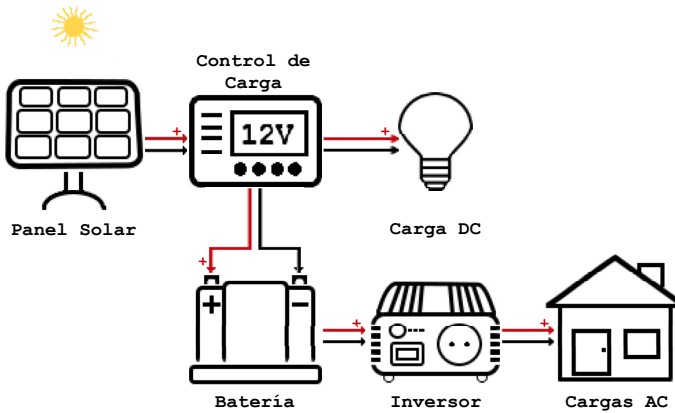 Control de
Carga
12V
Panel Solar
Carga DC
Batería
Inversor
Cargas AC